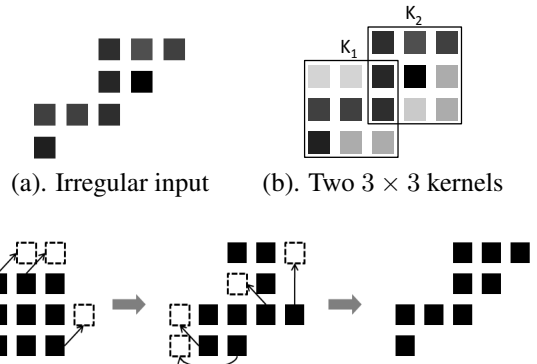 K₂
K₁
(a). Irregular input (b). Two 3 × 3 kernels